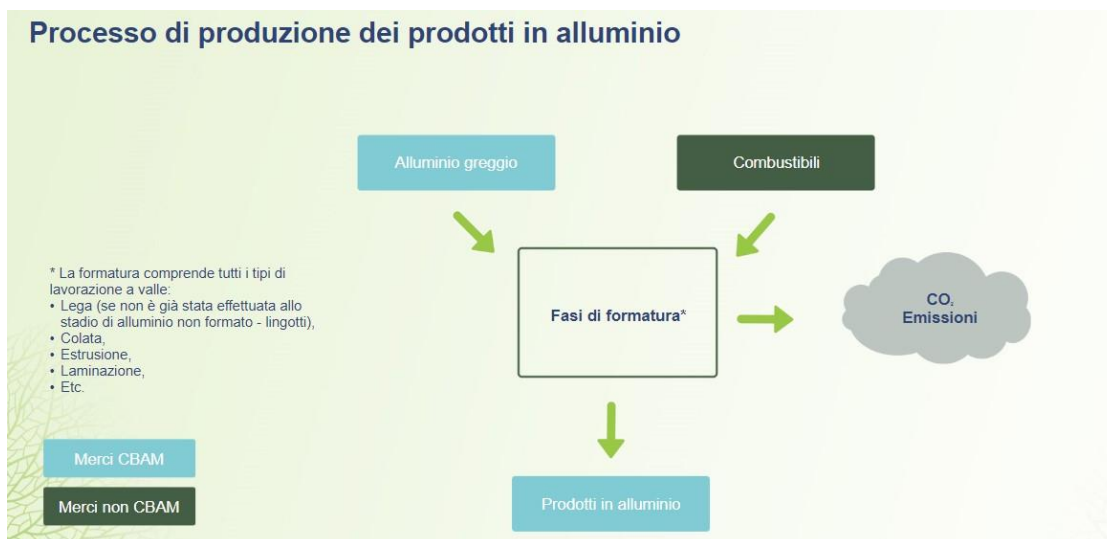 Processo di produzione dei prodotti in alluminio
Alluminio greggio
Combustibili
* La formatura comprende tutti i tipi di
lavorazione a valle:
• Lega (se non è già stata effettuata allo
stadio di alluminio non formato - lingotti),
• Colata,
• Estrusione,
• Laminazione,
• Etc.
Fasi di formatura*
CO₂
Emissioni
Merci CBAM
Merci non CBAM
Prodotti in alluminio